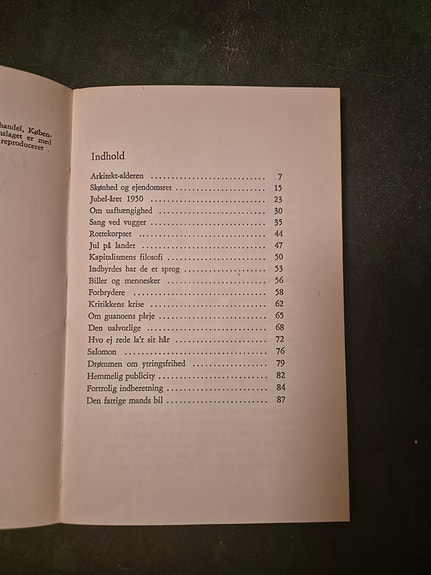 handel, Køben-
nslaget er med
reproduceret
Indhold
Arkitekt-alderen ........................ 7
Skønhed og ejendomsret .................. 15
Jubel-året 1950 ......................... 23
Om uafhængighed ......................... 30
Sang ved vugger ......................... 35
Rottekorpset ............................ 44
Jul på landet ........................... 47
Kapitalismens filosofi .................. 50
Indbyrdes har de et sprog ............... 53
Biller og mennesker ..................... 56
Forbrydere .............................. 58
Kritikkens krise ........................ 62
Om guanoens pleje ....................... 65
Den ualvorlige .......................... 68
Hvo ej rede la'r sit hår ................ 72
Salomon ................................. 76
Drømmen om ytringsfrihed ................ 79
Hemmelig publicity ...................... 82
Fortrolig indberetning .................. 84
Den fattige mands bil ................... 87